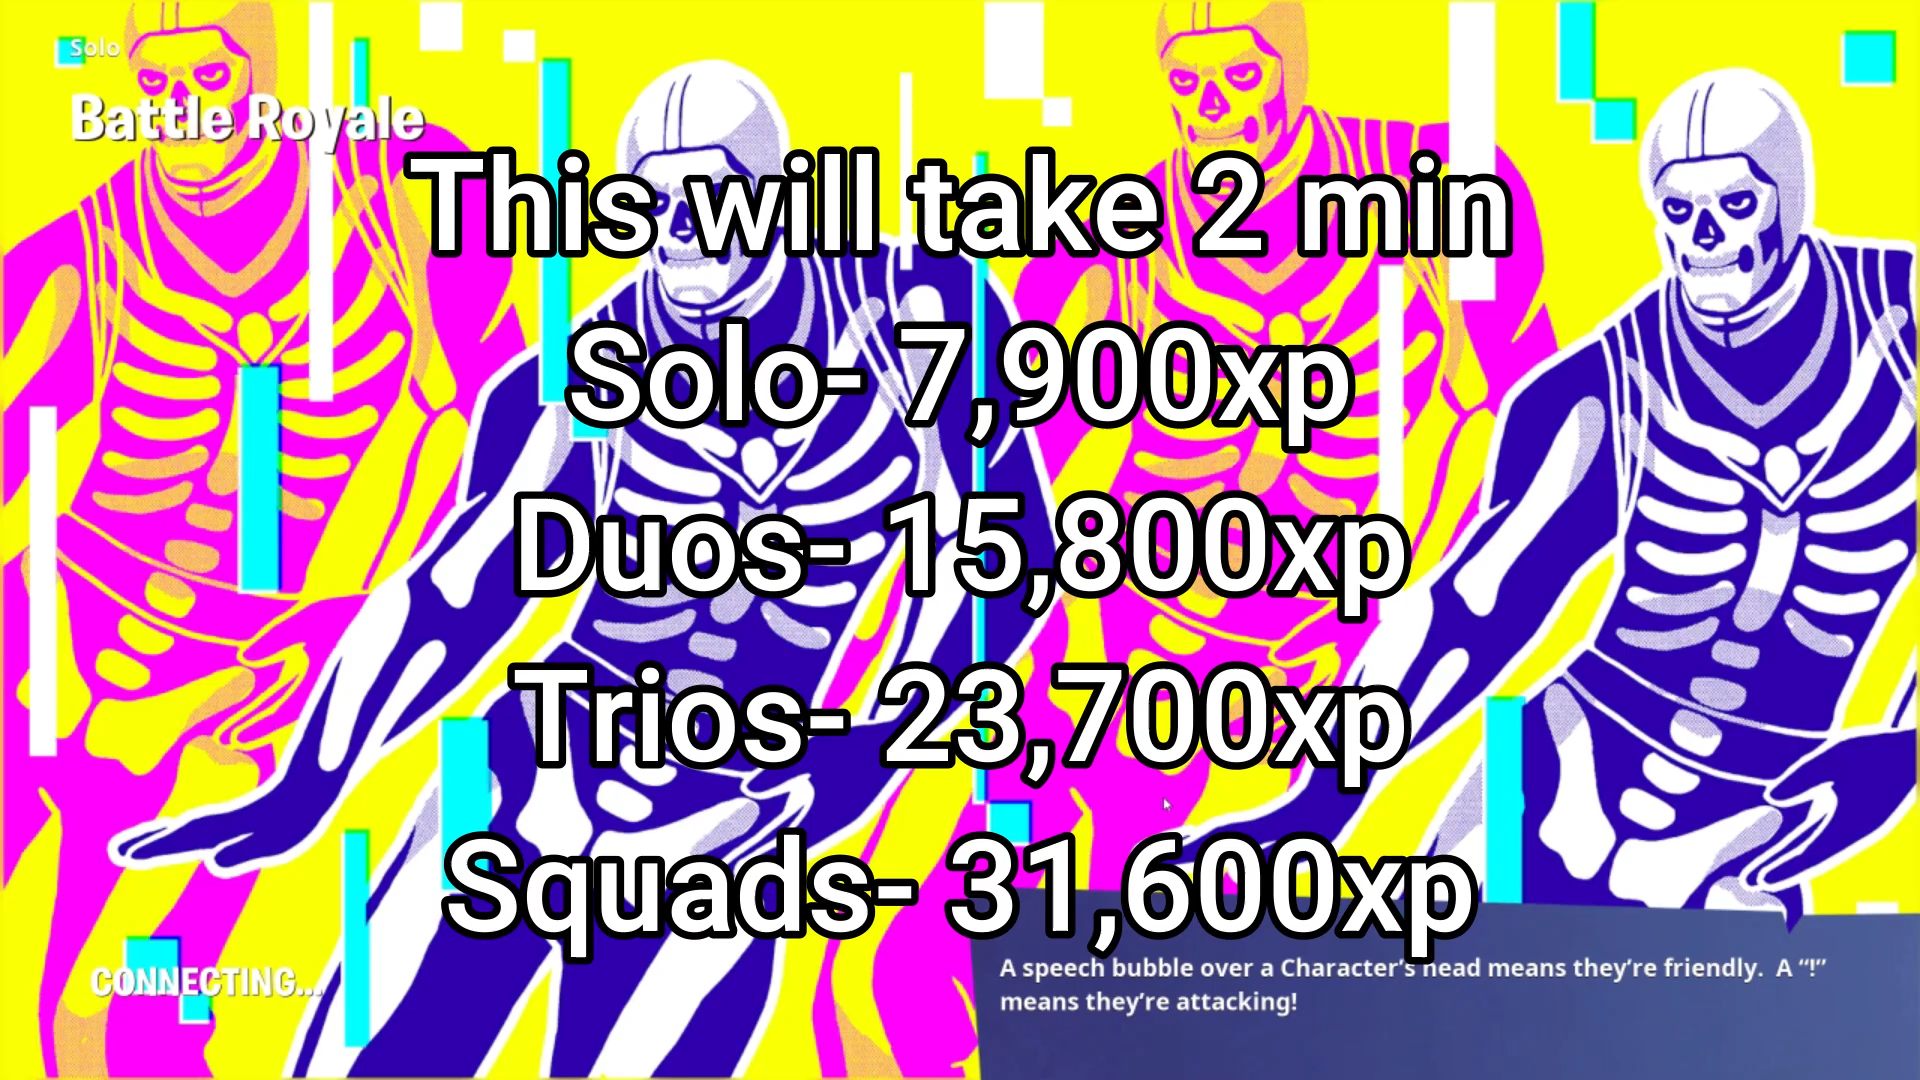 Solo
Battle Royale
This will take 2 min
Solo- 7,900xp
Duos- 15,800xp
Trios- 23,700xp
Squads- 31,600xp
CONNECTING...
A speech bubble over a Character’s head means they’re friendly.  A “!”
means they’re attacking!